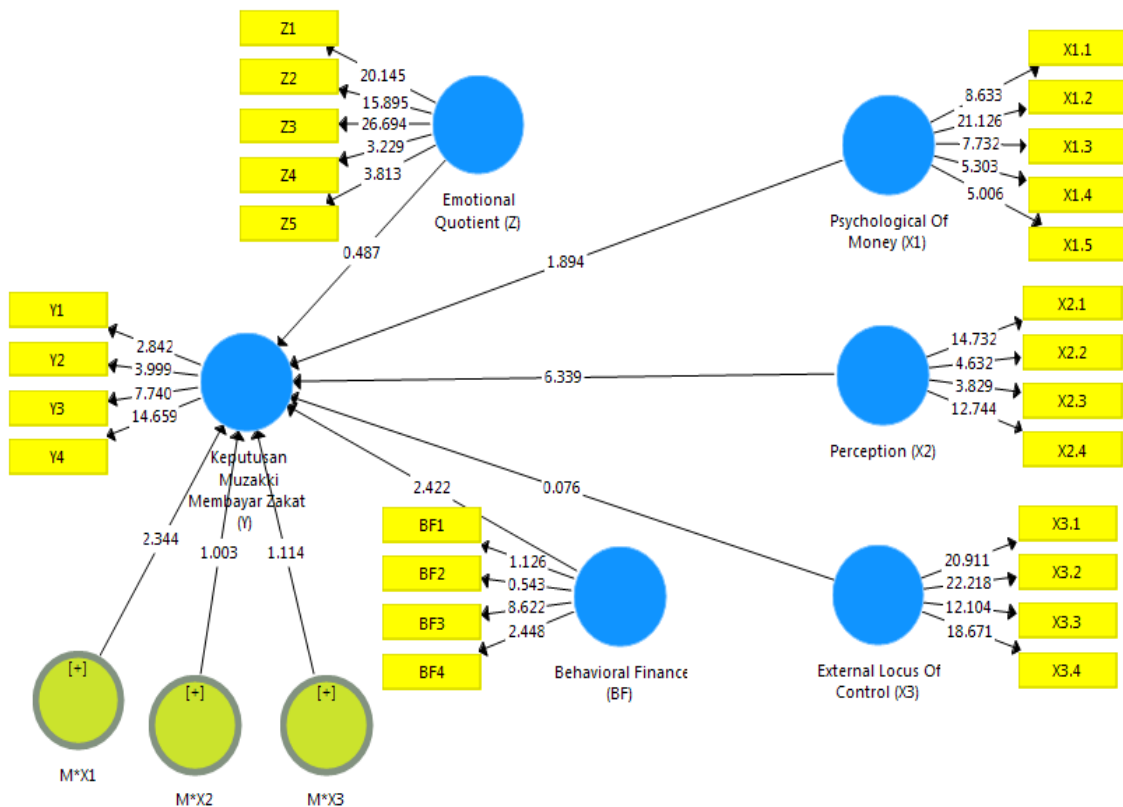 Z1
Z2
Z3
Z4
Z5
20.145
15.895
26.694
3.229
3.813
Emotional
Quotient (Z)
0.487
X1.1
X1.2
X1.3
X1.4
X1.5
8.633
21.126
7.732
5.303
5.006
Psychological Of
Money (X1)
1.894
Y1
Y2
Y3
Y4
2.842
3.999
7.740
14.659
Keputusan
Muzakki
Membayar Zakat
(Y)
6.339
X2.1
X2.2
X2.3
X2.4
14.732
4.632
3.829
12.744
Perception (X2)
2.422
0.076
BF1
BF2
BF3
BF4
1.126
0.543
8.622
2.448
Behavioral Finance
(BF)
X3.1
X3.2
X3.3
X3.4
20.911
22.218
12.104
18.671
External Locus Of
Control (X3)
2.344
1.003
1.114
[+]
[+]
[+]
M*X1
M*X2
M*X3